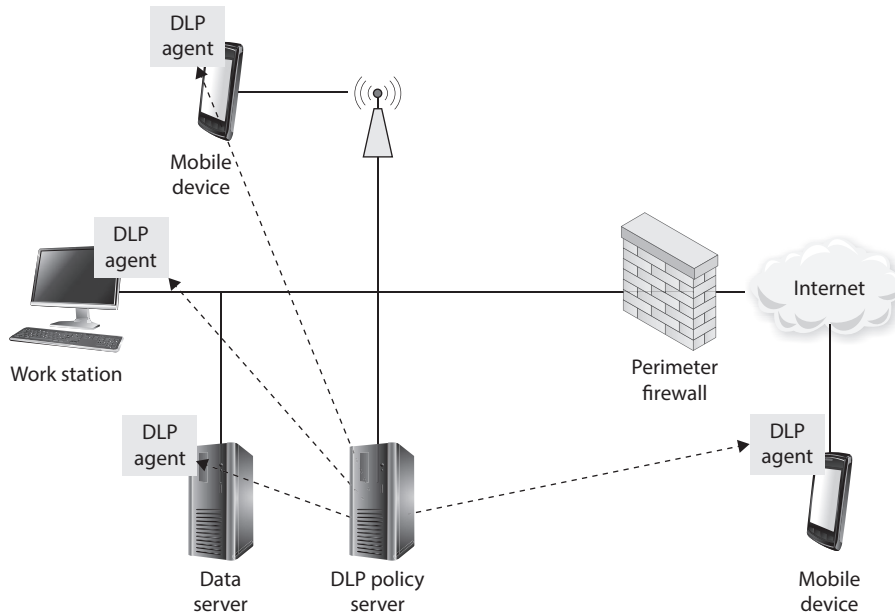 DLP
agent
Mobile
device
DLP
agent
Work station
Internet
Perimeter
firewall
DLP
agent
DLP
agent
Data
server
DLP policy
server
Mobile
device